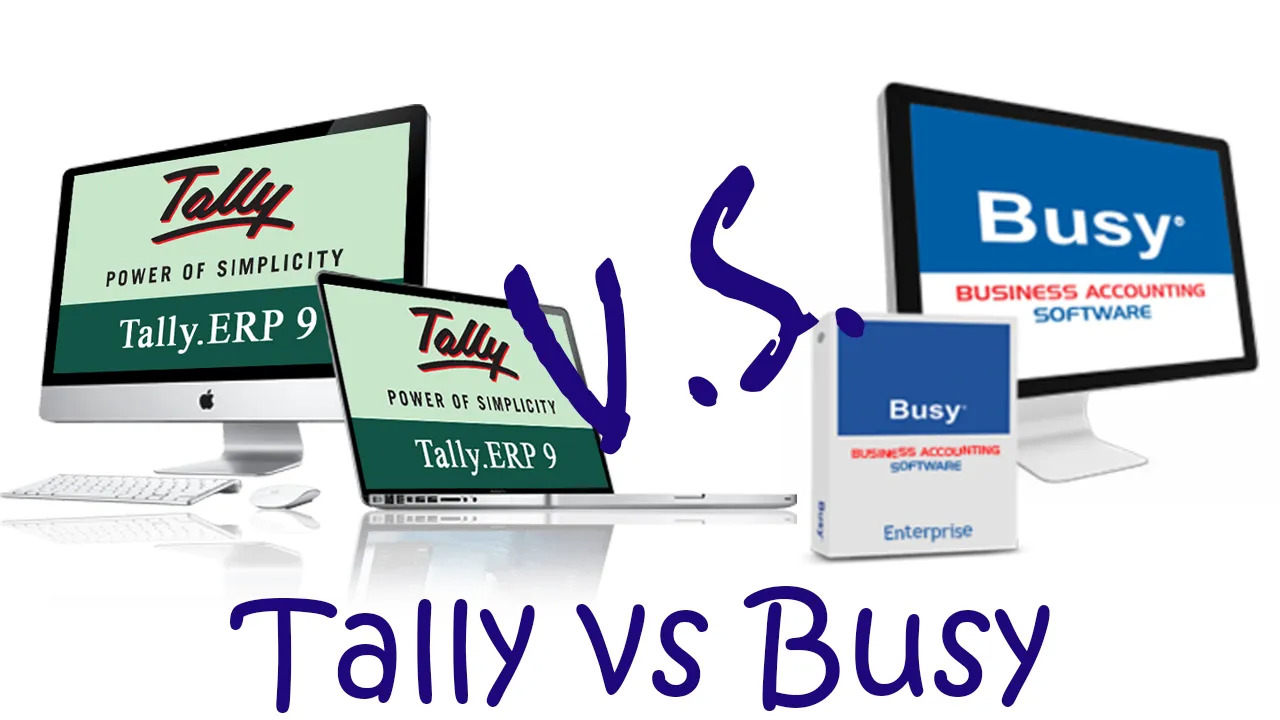 Tally
POWER OF SIMPLICITY
Tally.ERP 9
Tally
POWER OF SIMPLICITY
Tally.ERP 9
V.S.
Busy
BUSINESS ACCOUNTING
SOFTWARE
Busy
BUSINESS ACCOUNTING
SOFTWARE
Busy
Enterprise
Tally vs Busy